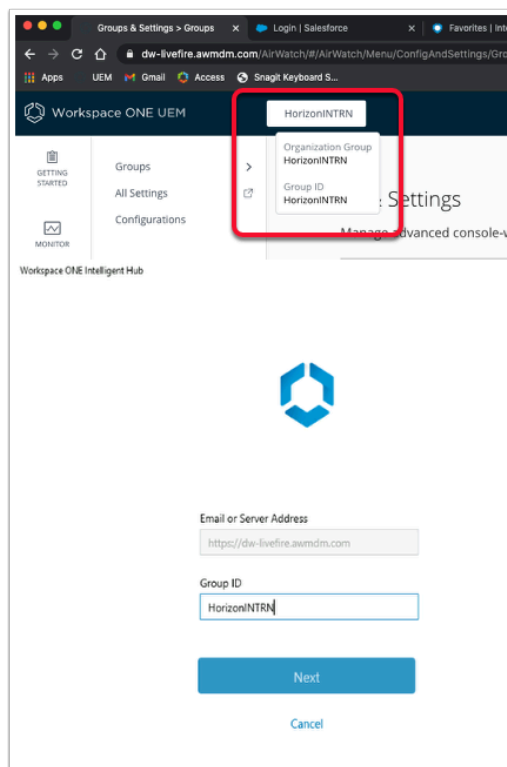 Groups & Settings > Groups
Login | Salesforce
Favorites | Int
dw-livefire.awmdm.com/AirWatch/#/AirWatch/Menu/ConfigAndSettings/Gro
Apps UEM Gmail Access Snagit Keyboard S...
Workspace ONE UEM
HorizonINTRN
Organization Group
HorizonINTRN
Group ID
HorizonINTRN
GETTING STARTED
MONITOR
Groups
All Settings
Configurations
Settings
Manage advanced console-w
Workspace ONE Intelligent Hub
Email or Server Address
https://dw-livefire.awmdm.com
Group ID
HorizonINTRN
Next
Cancel